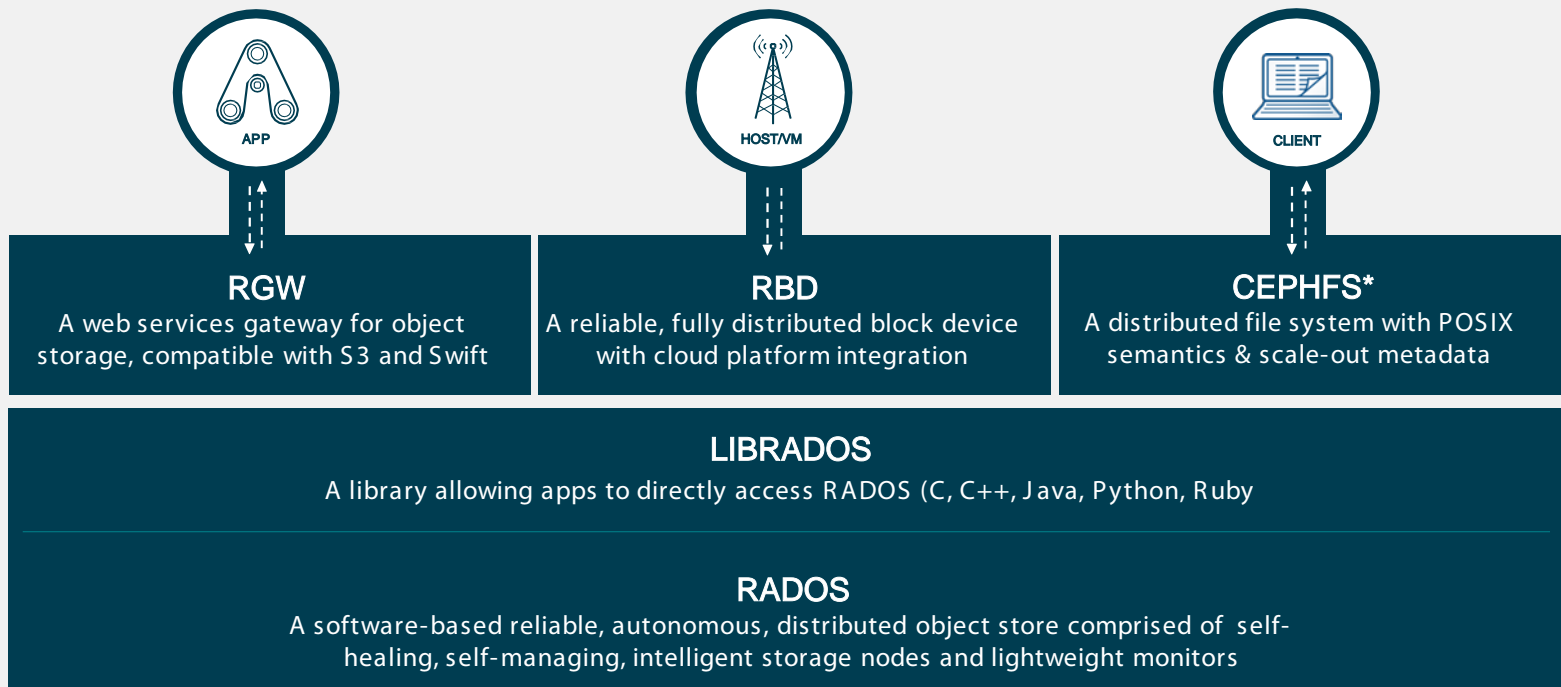 APP
HOST/VM
CLIENT
RGW
A web services gateway for object
storage, compatible with S3 and Swift
RBD
A reliable, fully distributed block device
with cloud platform integration
CEPHFS*
A distributed file system with POSIX
semantics & scale-out metadata
LIBRADOS
A library allowing apps to directly access RADOS (C, C++, Java, Python, Ruby
RADOS
A software-based reliable, autonomous, distributed object store comprised of self-
healing, self-managing, intelligent storage nodes and lightweight monitors